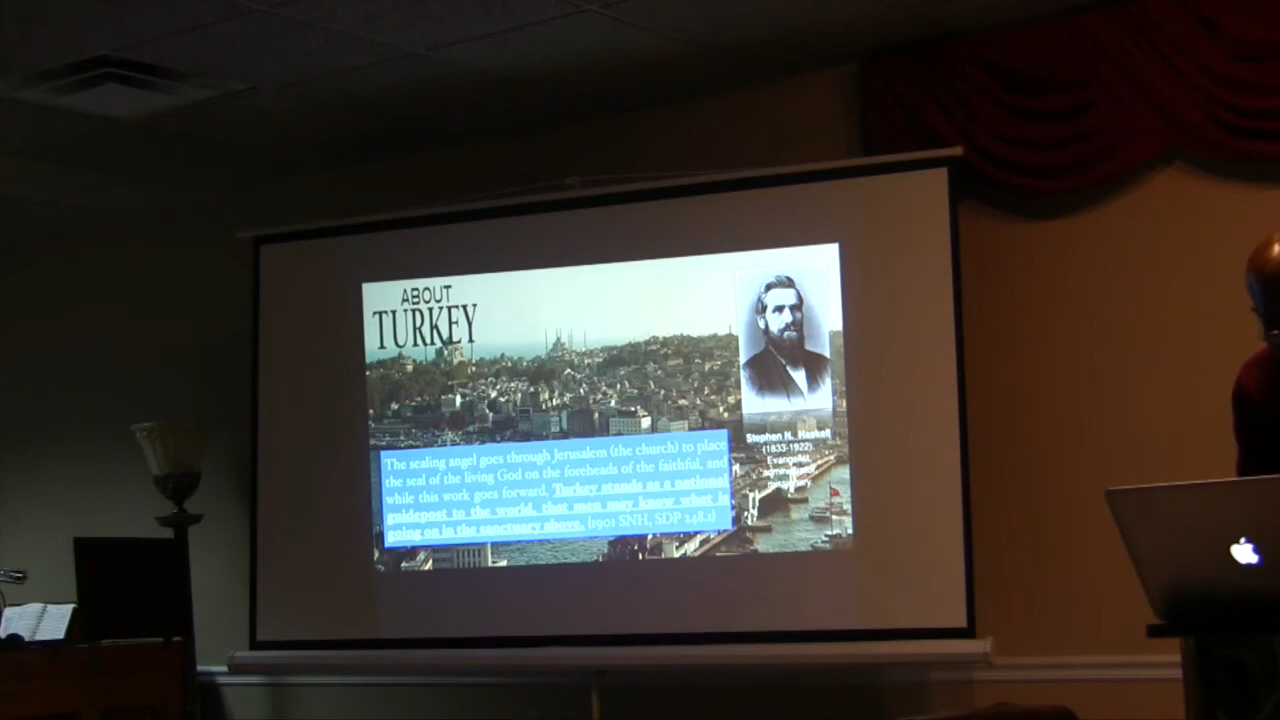 ABOUT
TURKEY
The sealing angel goes through Jerusalem (the church) to place
the seal of the living God on the foreheads of the faithful, and
while this work goes forward, Turkey stands as a national
guidepost to the world, that men may know what is
going on in the sanctuary above. {1901 SNH, SDP 248.1}
Stephen N. Haskell
(1833-1922).
Evangelist,
administrator,
missionary.